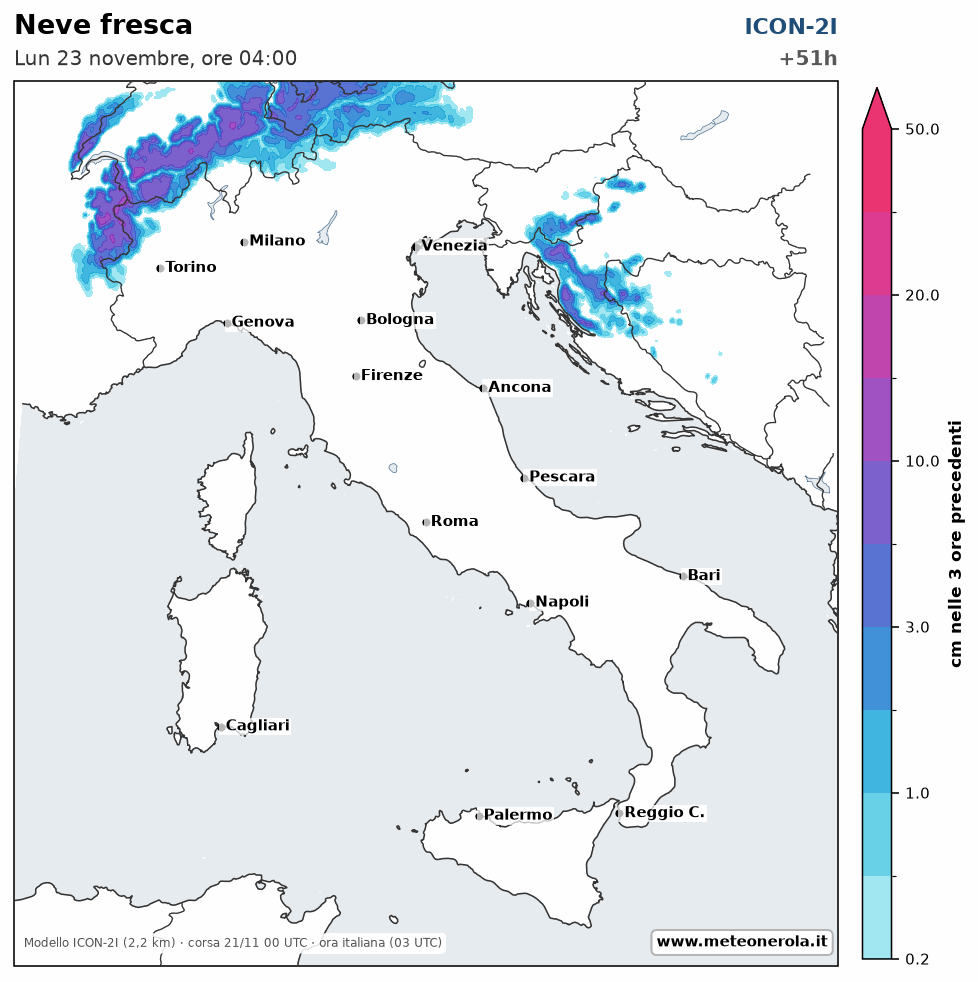 Neve fresca
ICON-2I
Lun 23 novembre, ore 04:00
+51h
50.0
Milano
Venezia
Torino
20.0
Genova
Bologna
Firenze
Ancona
10.0
Pescara
Roma
Bari
Napoli
3.0
cm nelle 3 ore precedenti
Cagliari
1.0
Palermo
Reggio C.
Modello ICON-2I (2,2 km) · corsa 21/11 00 UTC · ora italiana (03 UTC)
www.meteonerola.it
0.2